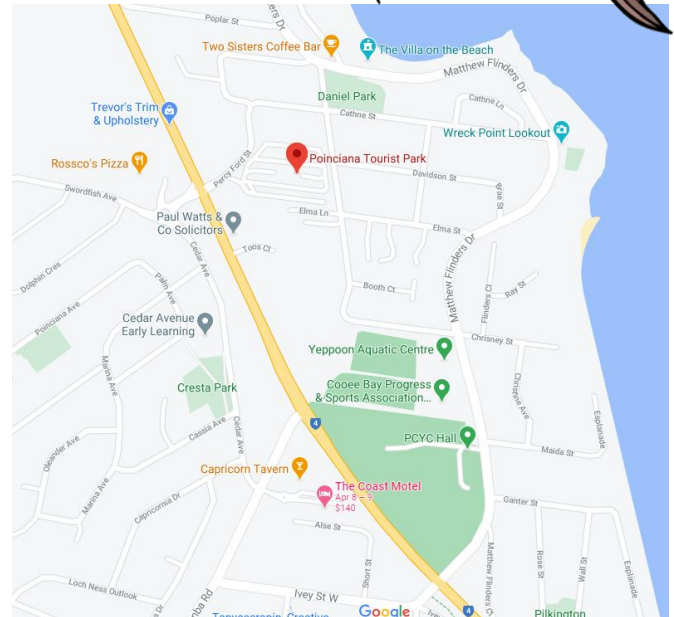 Poplar St
Two Sisters Coffee Bar
The Villa on the Beach
Matthew Flinders Dr
Daniel Park
Cathne Ln
Trevor's Trim
& Upholstery
Cathne St
Wreck Point Lookout
Percy Ford St
Poinciana Tourist Park
Rossco's Pizza
Davidson St
Swordfish Ave
Elma Ln
Paul Watts &
Co Solicitors
Elma St
Toos Ct
Cedar Ave
Dolphin Cres
Palm Ave
Booth Ct
Matthew Flinders Dr
Flinders Ct
Ray St
Poinciana Ave
Cedar Avenue
Early Learning
Chrisney St
Yeppoon Aquatic Centre
Marina Ave
Cresta Park
Cooee Bay Progress
& Sports Association...
Christine Ave
Esplanade
Cassia Ave
Cedar Ave
4
PCYC Hall
Oleander Ave
Maida St
Capricorn Tavern
Marina Ave
The Coast Motel
Apr 8 – 9
$140
Capricornia Dr
Ganter St
Alse St
Matthew Flinders Ct
Rose St
Wall St
Esplanade
Short St
Loch Ness Outlook
Ivey St W
Google
4
Pilkington